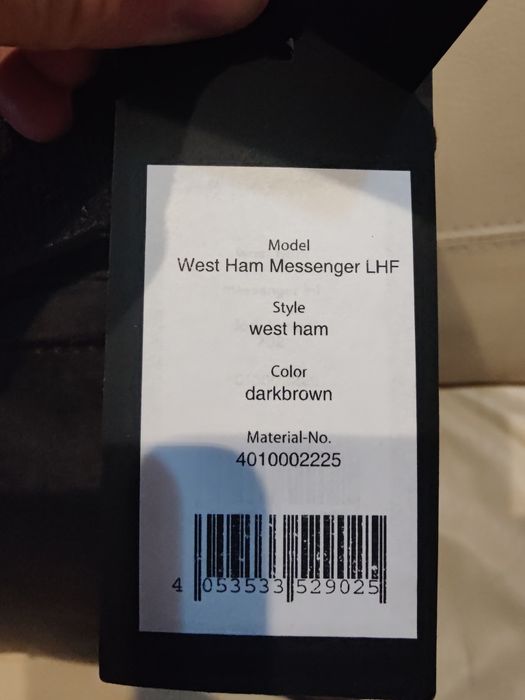 Model
West Ham Messenger LHF
Style
west ham
Color
darkbrown
Material-No.
4010002225
4 053533 529025